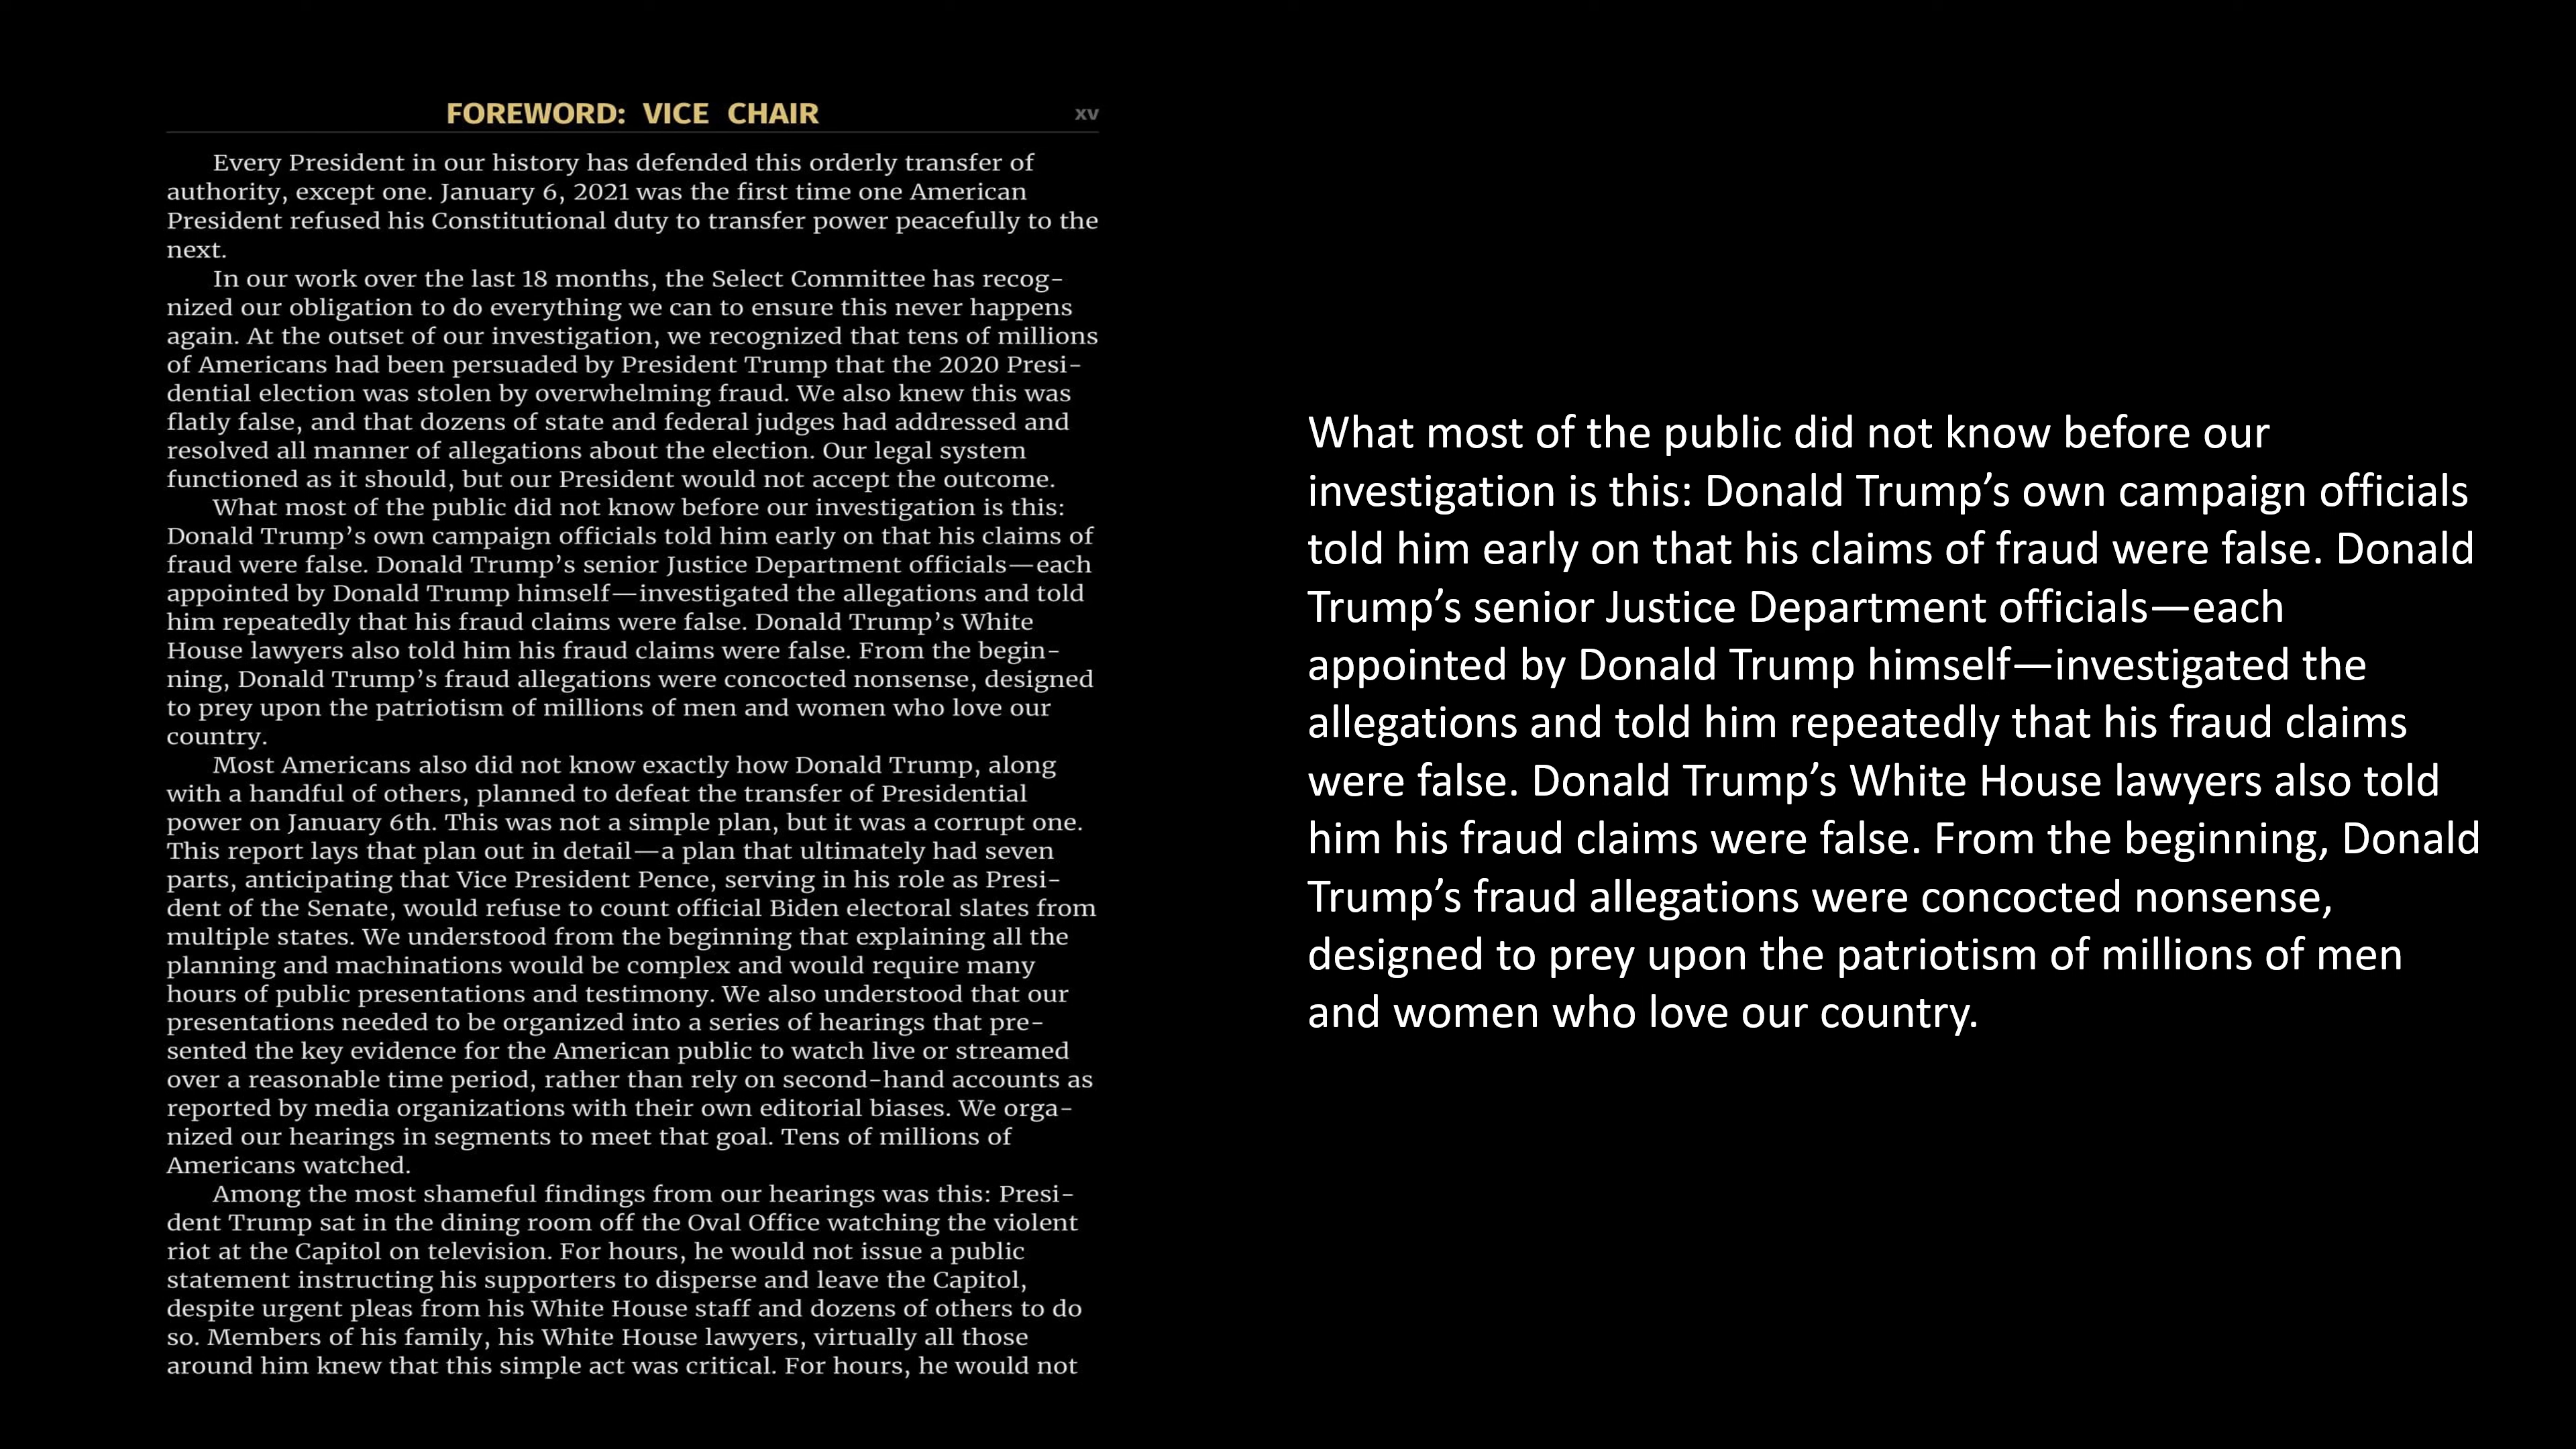 FOREWORD: VICE CHAIR xv
Every President in our history has defended this orderly transfer of
authority, except one. January 6, 2021 was the first time one American
President refused his Constitutional duty to transfer power peacefully to the
next.
In our work over the last 18 months, the Select Committee has recog-
nized our obligation to do everything we can to ensure this never happens
again. At the outset of our investigation, we recognized that tens of millions
of Americans had been persuaded by President Trump that the 2020 Presi-
dential election was stolen by overwhelming fraud. We also knew this was
flatly false, and that dozens of state and federal judges had addressed and
resolved all manner of allegations about the election. Our legal system
functioned as it should, but our President would not accept the outcome.
What most of the public did not know before our investigation is this:
Donald Trump’s own campaign officials told him early on that his claims of
fraud were false. Donald Trump’s senior Justice Department officials—each
appointed by Donald Trump himself—investigated the allegations and told
him repeatedly that his fraud claims were false. Donald Trump’s White
House lawyers also told him his fraud claims were false. From the begin-
ning, Donald Trump’s fraud allegations were concocted nonsense, designed
to prey upon the patriotism of millions of men and women who love our
country.
Most Americans also did not know exactly how Donald Trump, along
with a handful of others, planned to defeat the transfer of Presidential
power on January 6th. This was not a simple plan, but it was a corrupt one.
This report lays that plan out in detail—a plan that ultimately had seven
parts, anticipating that Vice President Pence, serving in his role as Presi-
dent of the Senate, would refuse to count official Biden electoral slates from
multiple states. We understood from the beginning that explaining all the
planning and machinations would be complex and would require many
hours of public presentations and testimony. We also understood that our
presentations needed to be organized into a series of hearings that pre-
sented the key evidence for the American public to watch live or streamed
over a reasonable time period, rather than rely on second-hand accounts as
reported by media organizations with their own editorial biases. We orga-
nized our hearings in segments to meet that goal. Tens of millions of
Americans watched.
Among the most shameful findings from our hearings was this: Presi-
dent Trump sat in the dining room off the Oval Office watching the violent
riot at the Capitol on television. For hours, he would not issue a public
statement instructing his supporters to disperse and leave the Capitol,
despite urgent pleas from his White House staff and dozens of others to do
so. Members of his family, his White House lawyers, virtually all those
around him knew that this simple act was critical. For hours, he would not
What most of the public did not know before our
investigation is this: Donald Trump’s own campaign officials
told him early on that his claims of fraud were false. Donald
Trump’s senior Justice Department officials—each
appointed by Donald Trump himself—investigated the
allegations and told him repeatedly that his fraud claims
were false. Donald Trump’s White House lawyers also told
him his fraud claims were false. From the beginning, Donald
Trump’s fraud allegations were concocted nonsense,
designed to prey upon the patriotism of millions of men
and women who love our country.